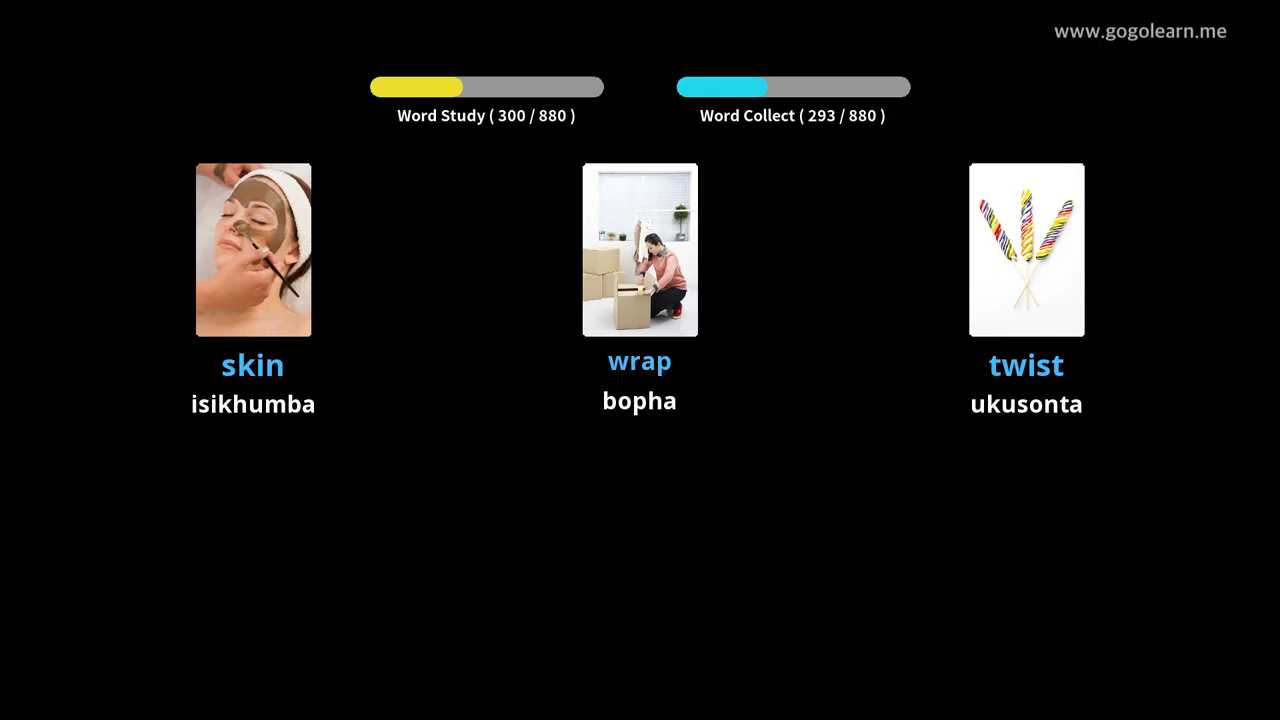 www.gogolearn.me
Word Study ( 300 / 880 )
Word Collect ( 293 / 880 )
skin
isikhumba
wrap
bopha
twist
ukusonta